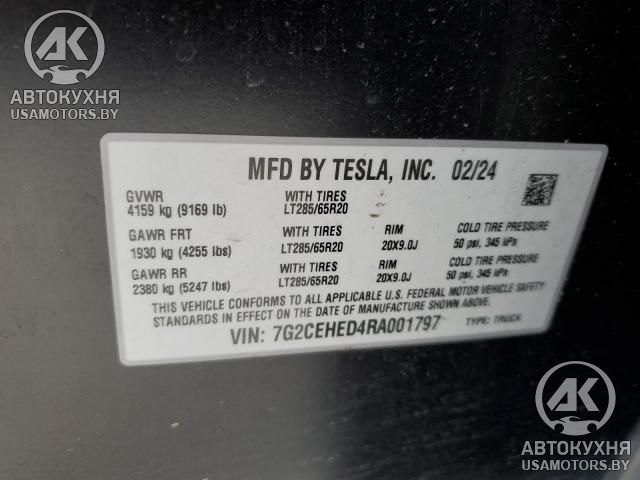 АК
АВТОКУХНЯ
USAMOTORS.BY
MFD BY TESLA, INC. 02/24
GVWR WITH TIRES
4159 kg (9169 lb) LT285/65R20
GAWR FRT WITH TIRES RIM COLD TIRE PRESSURE
1930 kg (4255 lbs) LT285/65R20 20X9.0J 50 psi, 345 kPa
GAWR RR WITH TIRES RIM COLD TIRE PRESSURE
2380 kg (5247 lbs) LT285/65R20 20X9.0J 50 psi, 345 kPa
THIS VEHICLE CONFORMS TO ALL APPLICABLE U.S. FEDERAL MOTOR VEHICLE SAFETY
STANDARDS IN EFFECT ON THE DATE OF MANUFACTURE SHOWN ABOVE.
VIN: 7G2CEHED4RA001797 TYPE: TRUCK
АК
АВТОКУХНЯ
USAMOTORS.BY